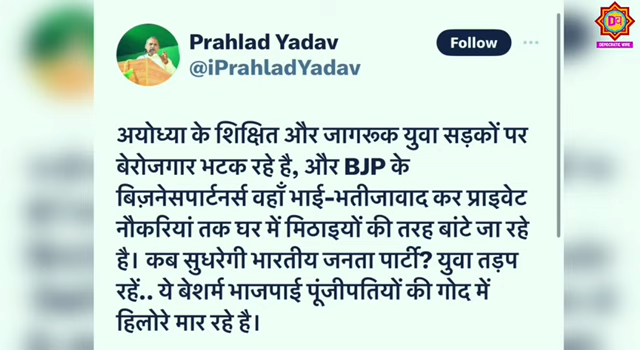 Prahlad Yadav
@iPrahladYadav
Follow
अयोध्या के शिक्षित और जागरूक युवा सड़कों पर
बेरोजगार भटक रहे है, और BJP के
बिज़नेसपार्टनर्स वहाँ भाई-भतीजावाद कर प्राइवेट
नौकरियां तक घर में मिठाइयों की तरह बांटे जा रहे
है। कब सुधरेगी भारतीय जनता पार्टी? युवा तड़प
रहें.. ये बेशर्म भाजपाई पूंजीपतियों की गोद में
हिलोरे मार रहे है।